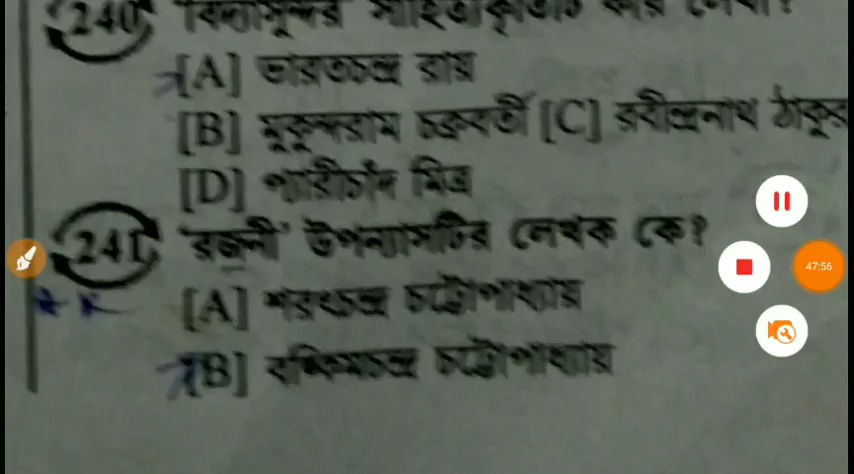 240 বিদ্যাসুন্দর সাহিত্যকৃতিটি কার লেখা?
[A] ভারতচন্দ্র রায়
[B] মুকুন্দরাম চক্রবর্তী [C] রবীন্দ্রনাথ ঠাকুর
[D] প্যারীচাঁদ মিত্র
241 'রজনী' উপন্যাসটির লেখক কে?
[A] শরৎচন্দ্র চট্টোপাধ্যায়
[B] বঙ্কিমচন্দ্র চট্টোপাধ্যায়
47:56